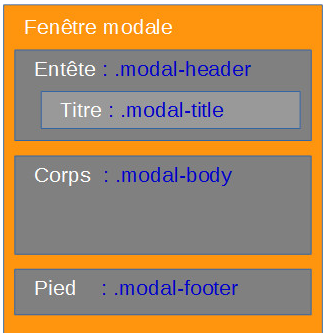 Fenêtre modale
Entête : .modal-header
Titre : .modal-title
Corps : .modal-body
Pied : .modal-footer